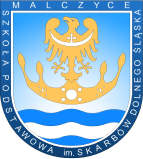 MALCZYCE
SZKOŁA PODSTAWOWA im. SKARBÓW DOLNEGO ŚLĄSKA